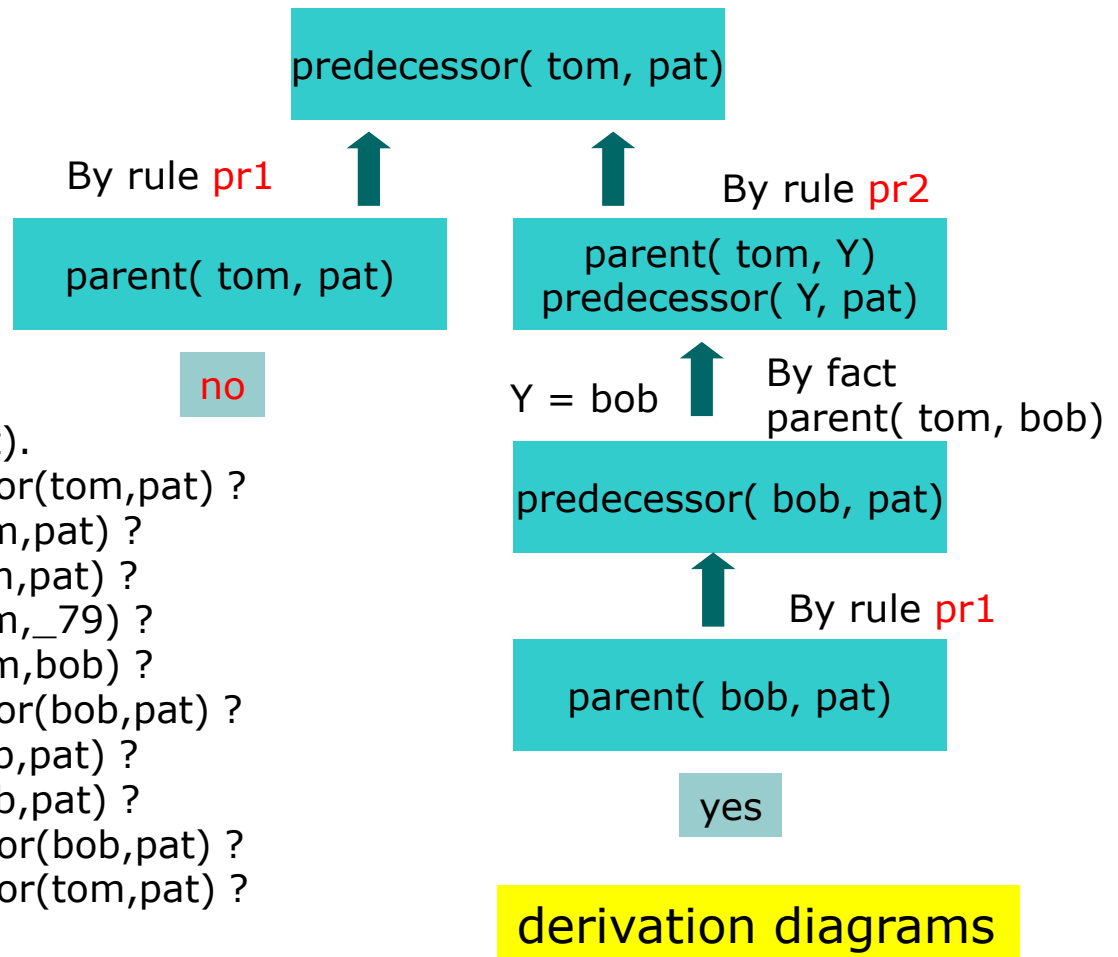 predecessor( tom, pat)
By rule pr1
By rule pr2
parent( tom, pat)
parent( tom, Y)
predecessor( Y, pat)
no
Y = bob
By fact
parent( tom, bob)
predecessor( bob, pat)
By rule pr1
parent( bob, pat)
yes
).
or(tom,pat) ?
m,pat) ?
m,pat) ?
m,_79) ?
m,bob) ?
or(bob,pat) ?
b,pat) ?
b,pat) ?
or(bob,pat) ?
or(tom,pat) ?
derivation diagrams